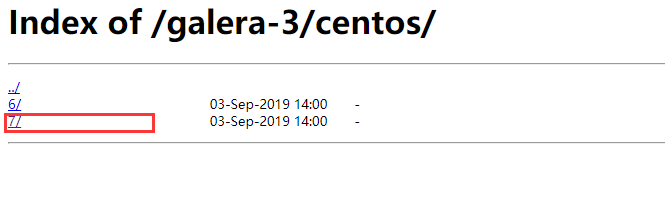 Index of /galera-3/centos/
../
6/ 03-Sep-2019 14:00 -
7/ 03-Sep-2019 14:00 -